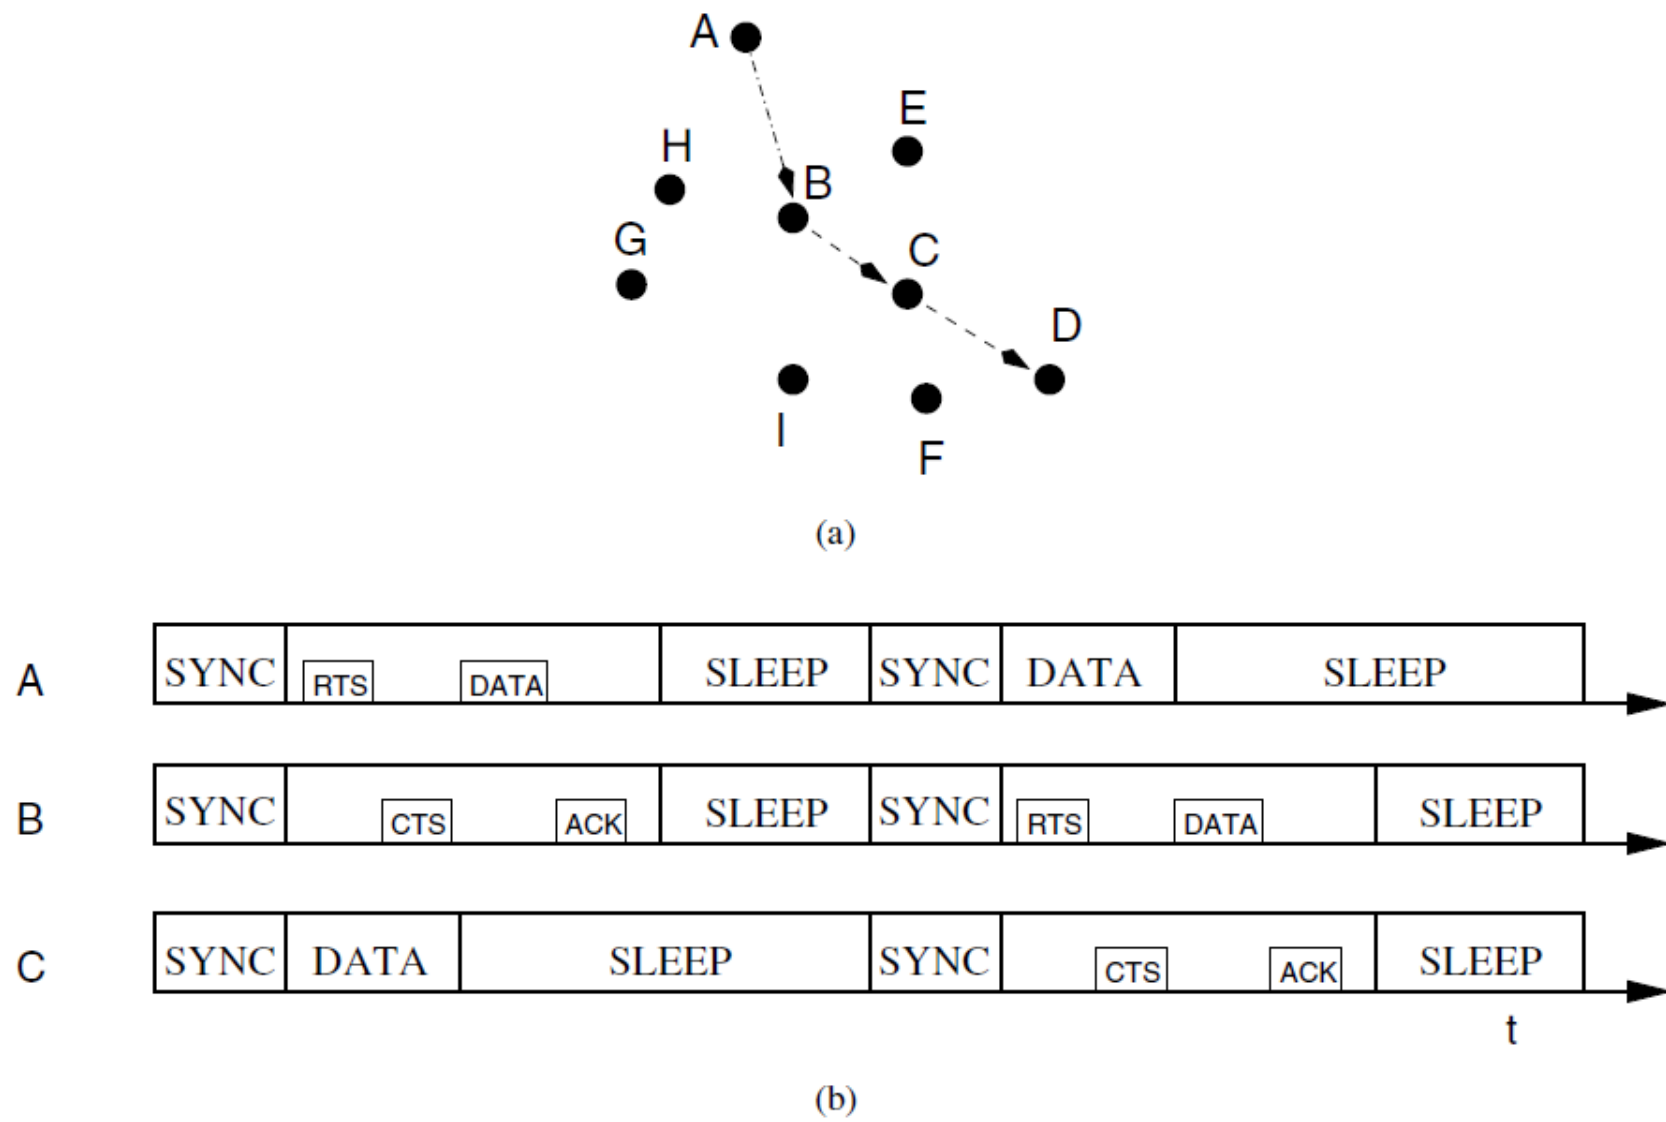 A
E
H
B
G
C
D
I
F
(a)
A SYNC RTS DATA SLEEP SYNC DATA SLEEP
B SYNC CTS ACK SLEEP SYNC RTS DATA SLEEP
C SYNC DATA SLEEP SYNC CTS ACK SLEEP
t
(b)